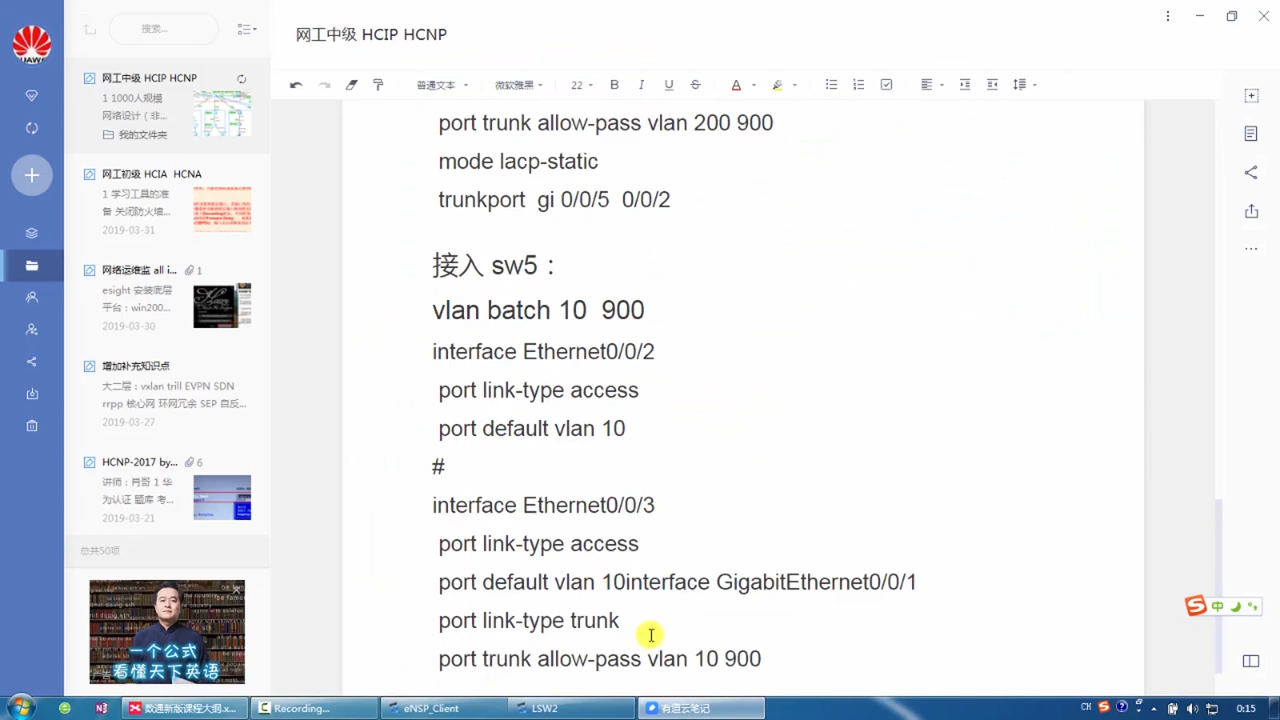 UAWE
搜索...
网工中级 HCIP HCNP
1 1000人规模
网络设计（非...
我的文件夹
网工初级 HCIA HCNA
1 学习工具的准
备 关闭防火墙...
2019-03-31
网络运维监 all i... 1
esight 安装底层
平台：win200...
2019-03-30
增加补充知识点
大二层：vxlan trill EVPN SDN
rrpp 核心网 环网冗余 SEP 自反...
2019-03-27
HCNP-2017 by... 6
讲师：肖哥 1 华
为认证 题库 考...
2019-03-21
总共50项
一个公式
看懂天下英语
网工中级 HCIP HCNP
普通文本 微软雅黑 22 B I U S A
port trunk allow-pass vlan 200 900
mode lacp-static
trunkport gi 0/0/5 0/0/2
接入 sw5：
vlan batch 10 900
interface Ethernet0/0/2
port link-type access
port default vlan 10
#
interface Ethernet0/0/3
port link-type access
port default vlan 10interface GigabitEthernet0/0/1
port link-type trunk
port trunk allow-pass vlan 10 900
S 中
数通新版课程大纲.x... Recording... eNSP_Client LSW2 有道云笔记 CH 0:15